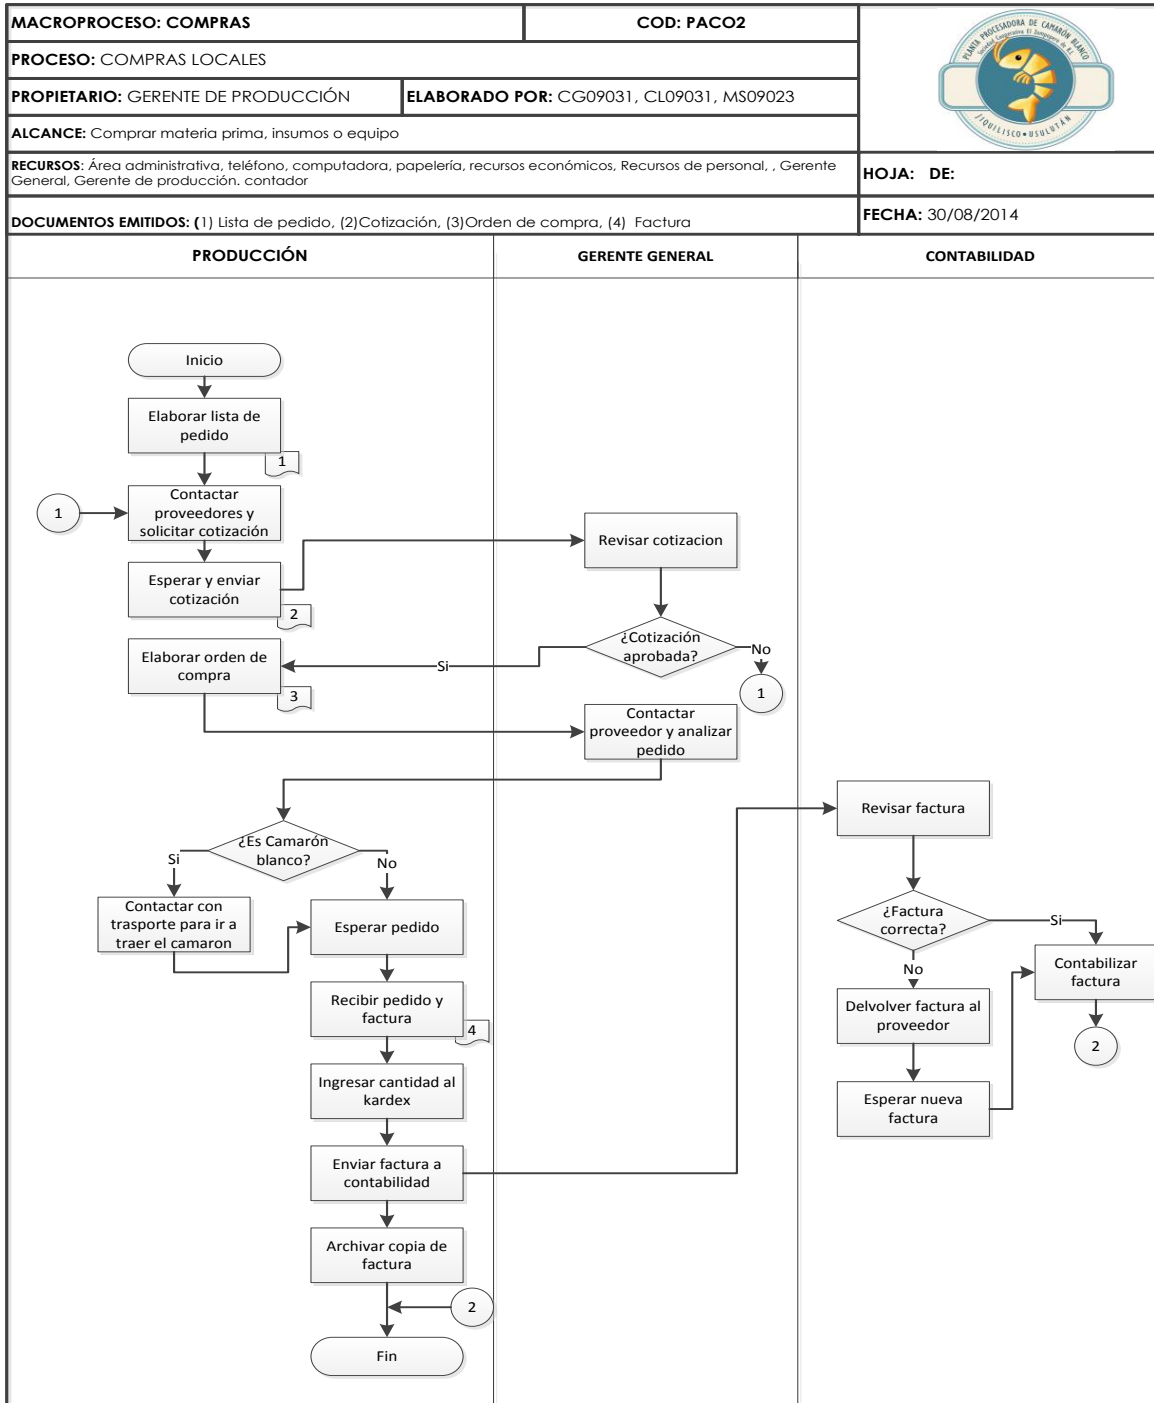 MACROPROCESO: COMPRAS
COD: PACO2
PLANTA PROCESADORA DE CAMARÓN BLANCO
JIQUILISCO • USULUTÁN
PROCESO: COMPRAS LOCALES
PROPIETARIO: GERENTE DE PRODUCCIÓN
ELABORADO POR: CG09031, CL09031, MS09023
ALCANCE: Comprar materia prima, insumos o equipo
RECURSOS: Área administrativa, teléfono, computadora, papelería, recursos económicos, Recursos de personal, , Gerente
General, Gerente de producción. contador
HOJA: DE:
DOCUMENTOS EMITIDOS: (1) Lista de pedido, (2)Cotización, (3)Orden de compra, (4) Factura
FECHA: 30/08/2014
PRODUCCIÓN
GERENTE GENERAL
CONTABILIDAD
Inicio
Elaborar lista de
pedido
1
1
Contactar
proveedores y
solicitar cotización
Revisar cotizacion
Esperar y enviar
cotización
2
¿Cotización
aprobada?
No
Si
1
Elaborar orden de
compra
3
Contactar
proveedor y analizar
pedido
¿Es Camarón
blanco?
Si
No
Contactar con
trasporte para ir a
traer el camaron
Esperar pedido
Recibir pedido y
factura
4
Ingresar cantidad al
kardex
Enviar factura a
contabilidad
Archivar copia de
factura
2
Fin
Revisar factura
¿Factura
correcta?
Si
No
Contabilizar
factura
2
Delvolver factura al
proveedor
Esperar nueva
factura